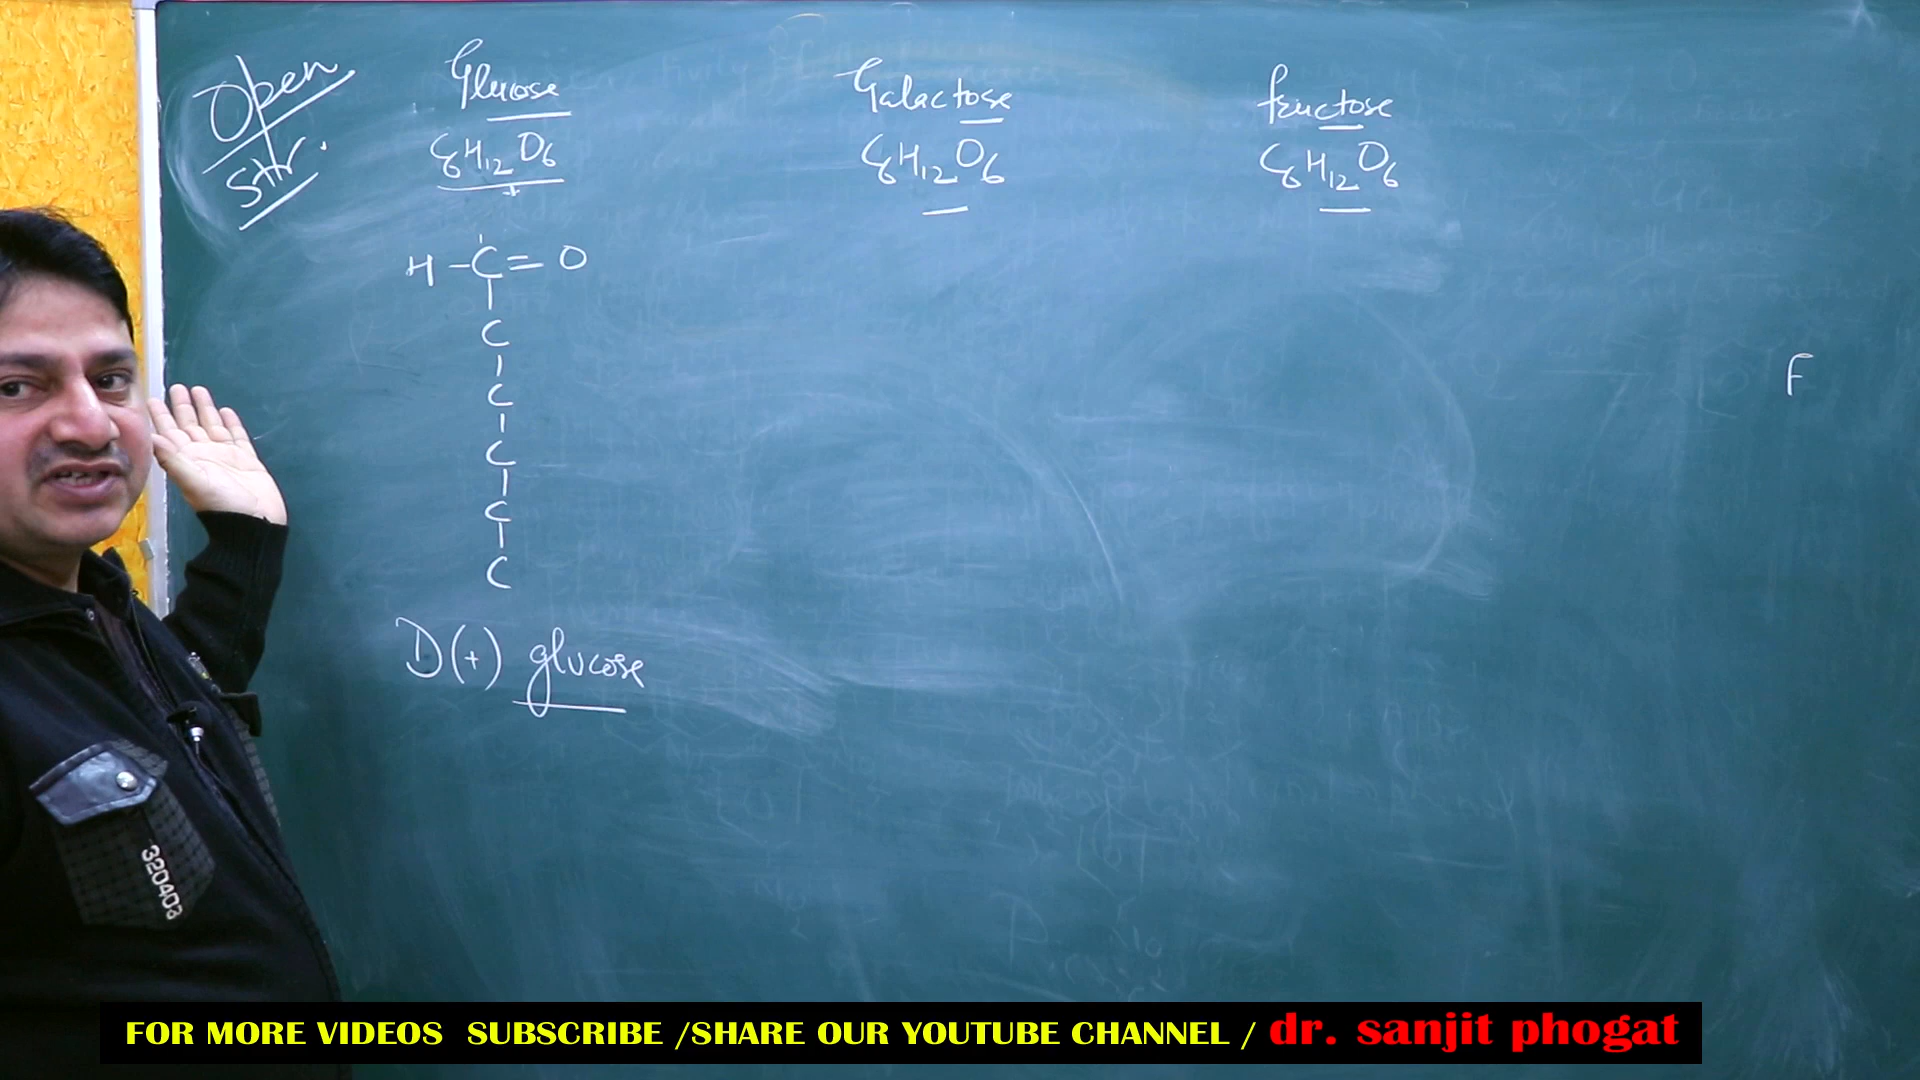 Open
Str.
Glucose
C6H12O6
H-C=O
C
C
C
C
C
D(+) glucose
Galactose
C6H12O6
fructose
C6H12O6
F
320403
FOR MORE VIDEOS SUBSCRIBE /SHARE OUR YOUTUBE CHANNEL / dr. sanjit phogat